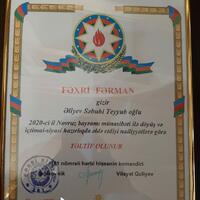 FƏXRİ FƏRMAN
gizir
Əliyev Səbuhi Teyyub oğlu
2020-ci il Novruz bayramı münasibəti ilə döyüş və
ictimai-siyasi hazırlıqda əldə etdiyi nailiyyətlərə görə
TƏLTİF OLUNUR
nömrəli hərbi hissənin komandiri
Vilayət Quliyev